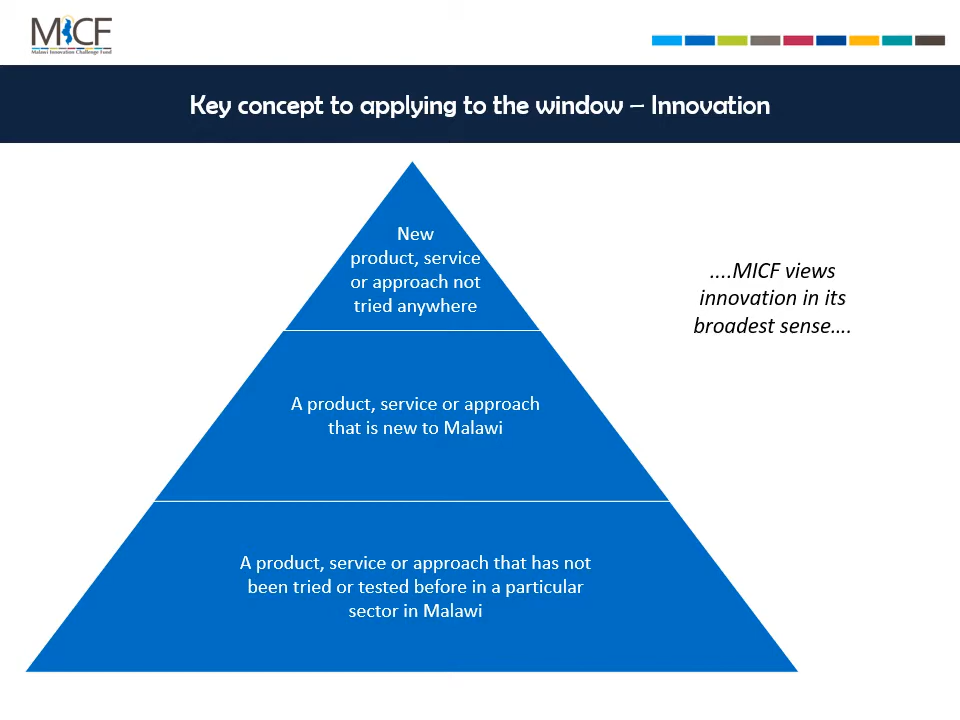 MICF
Malawi Innovation Challenge Fund
Key concept to applying to the window – Innovation
New
product, service
or approach not
tried anywhere
....MICF views
innovation in its
broadest sense....
A product, service or approach
that is new to Malawi
A product, service or approach that has not
been tried or tested before in a particular
sector in Malawi